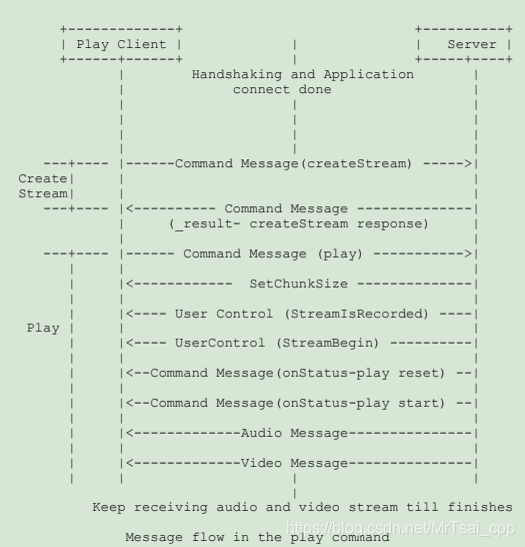 Play Client Server
Handshaking and Application
connect done
Command Message(createStream)
Create
Stream
Command Message
(_result- createStream response)
Command Message (play)
SetChunkSize
User Control (StreamIsRecorded)
Play
UserControl (StreamBegin)
Command Message(onStatus-play reset)
Command Message(onStatus-play start)
Audio Message
Video Message
Keep receiving audio and video stream till finishes
https://blog.csdn.net/MrTsai_cpp
Message flow in the play command